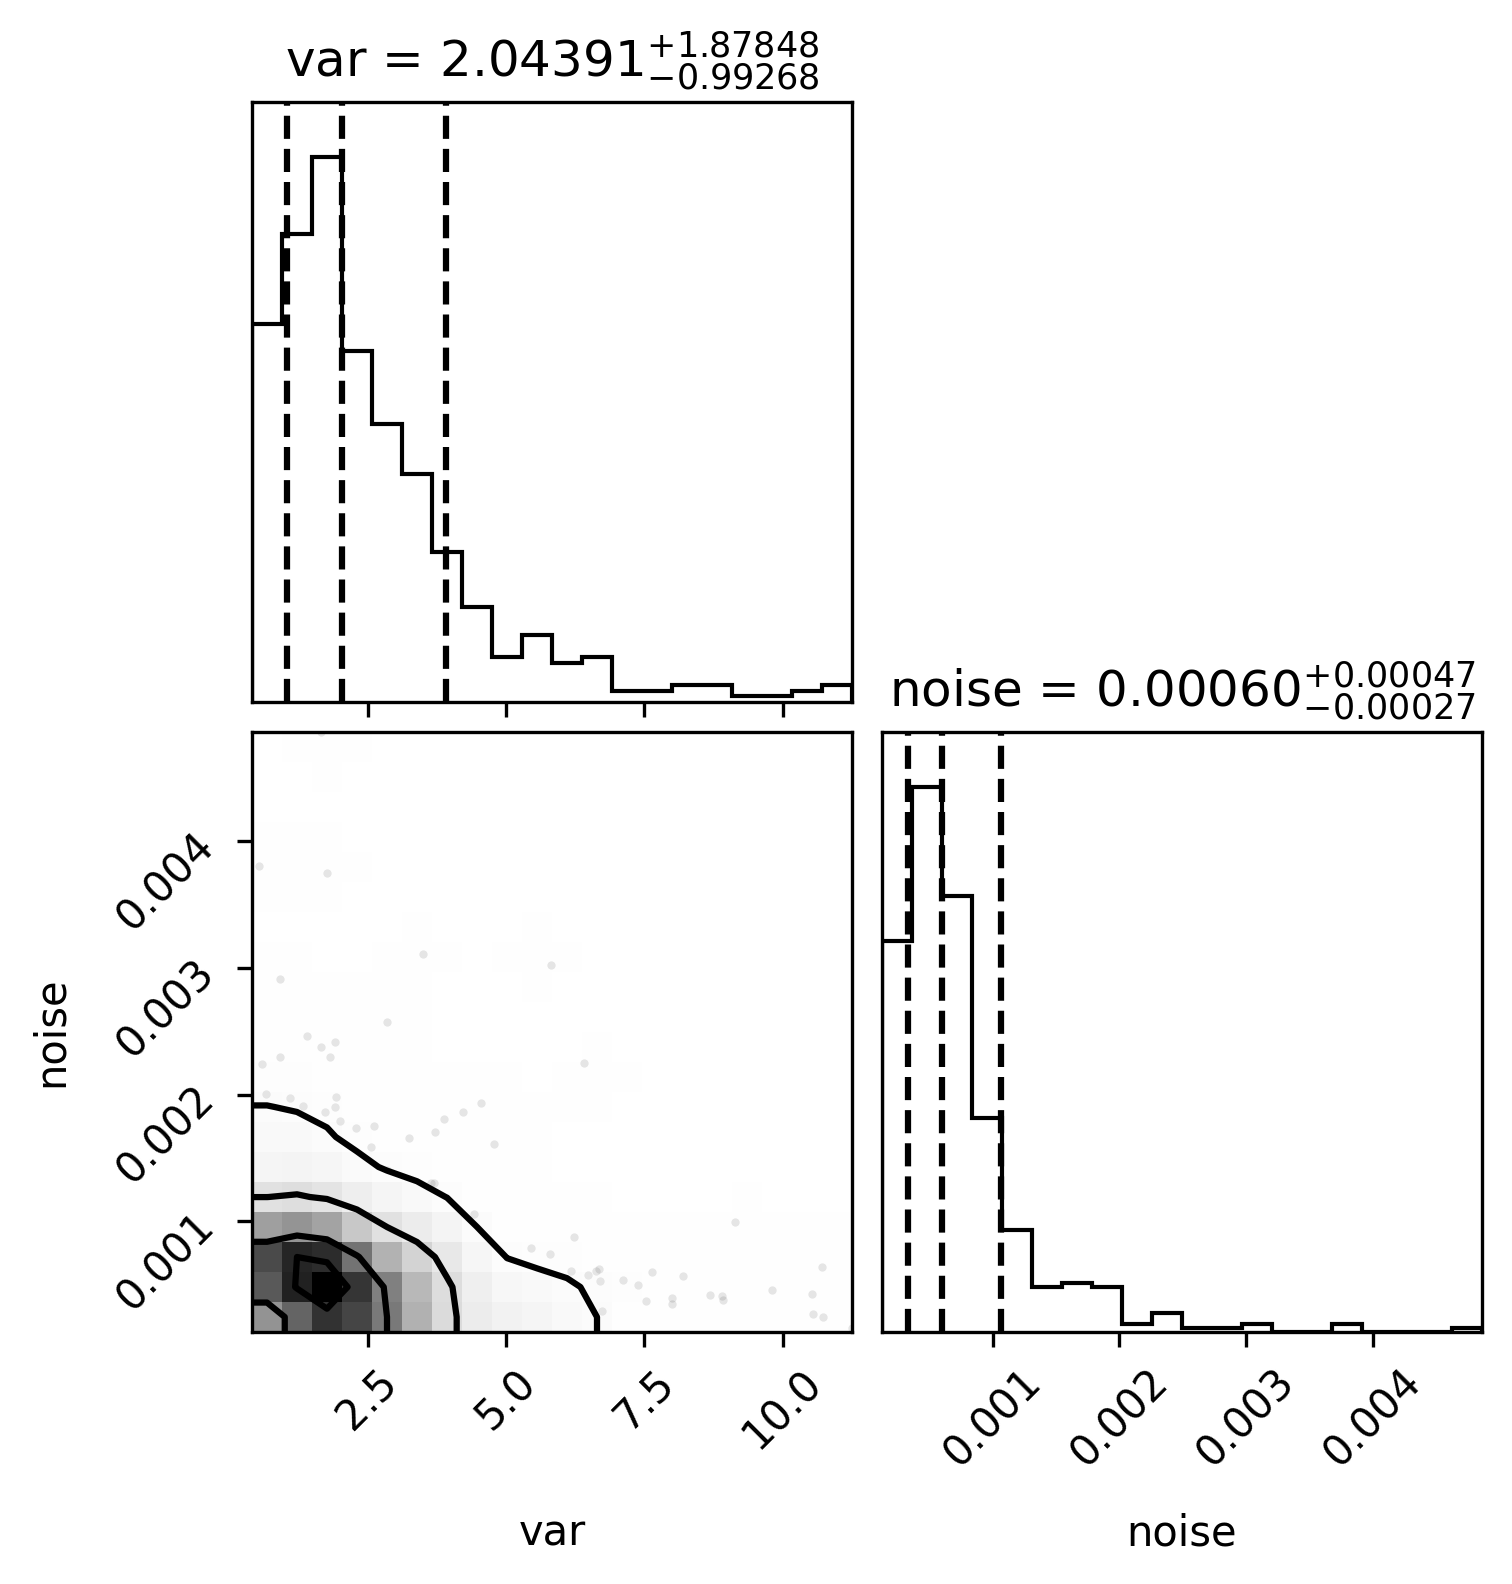 var = 2.04391+1.87848−0.99268
noise = 0.00060+0.00047−0.00027
noise
0.004
0.003
0.002
0.001
2.5 5.0 7.5 10.0
0.001 0.002 0.003 0.004
var
noise